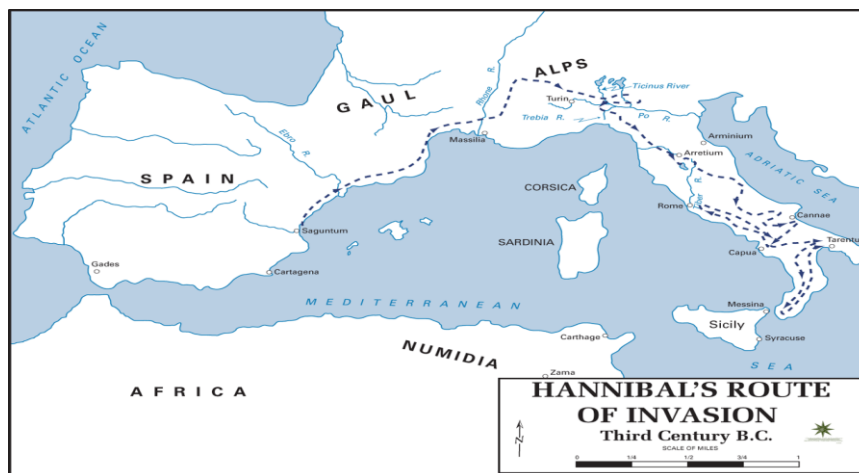 ATLANTIC OCEAN
GAUL
ALPS
Rhone R.
Ticinus River
Turin
Trebia R.
Po R.
Massilia
Arminium
Arretium
ADRIATIC SEA
Ebro R.
SPAIN
CORSICA
Rome
Cannae
Saguntum
SARDINIA
Capua
Tarentu
Gades
Cartagena
MEDITERRANEAN
Messina
Sicily
Carthage
Syracuse
NUMIDIA
SEA
Zama
AFRICA
HANNIBAL'S ROUTE
OF INVASION
Third Century B.C.
SCALE OF MILES
0 1/4 1/2 3/4 1
N